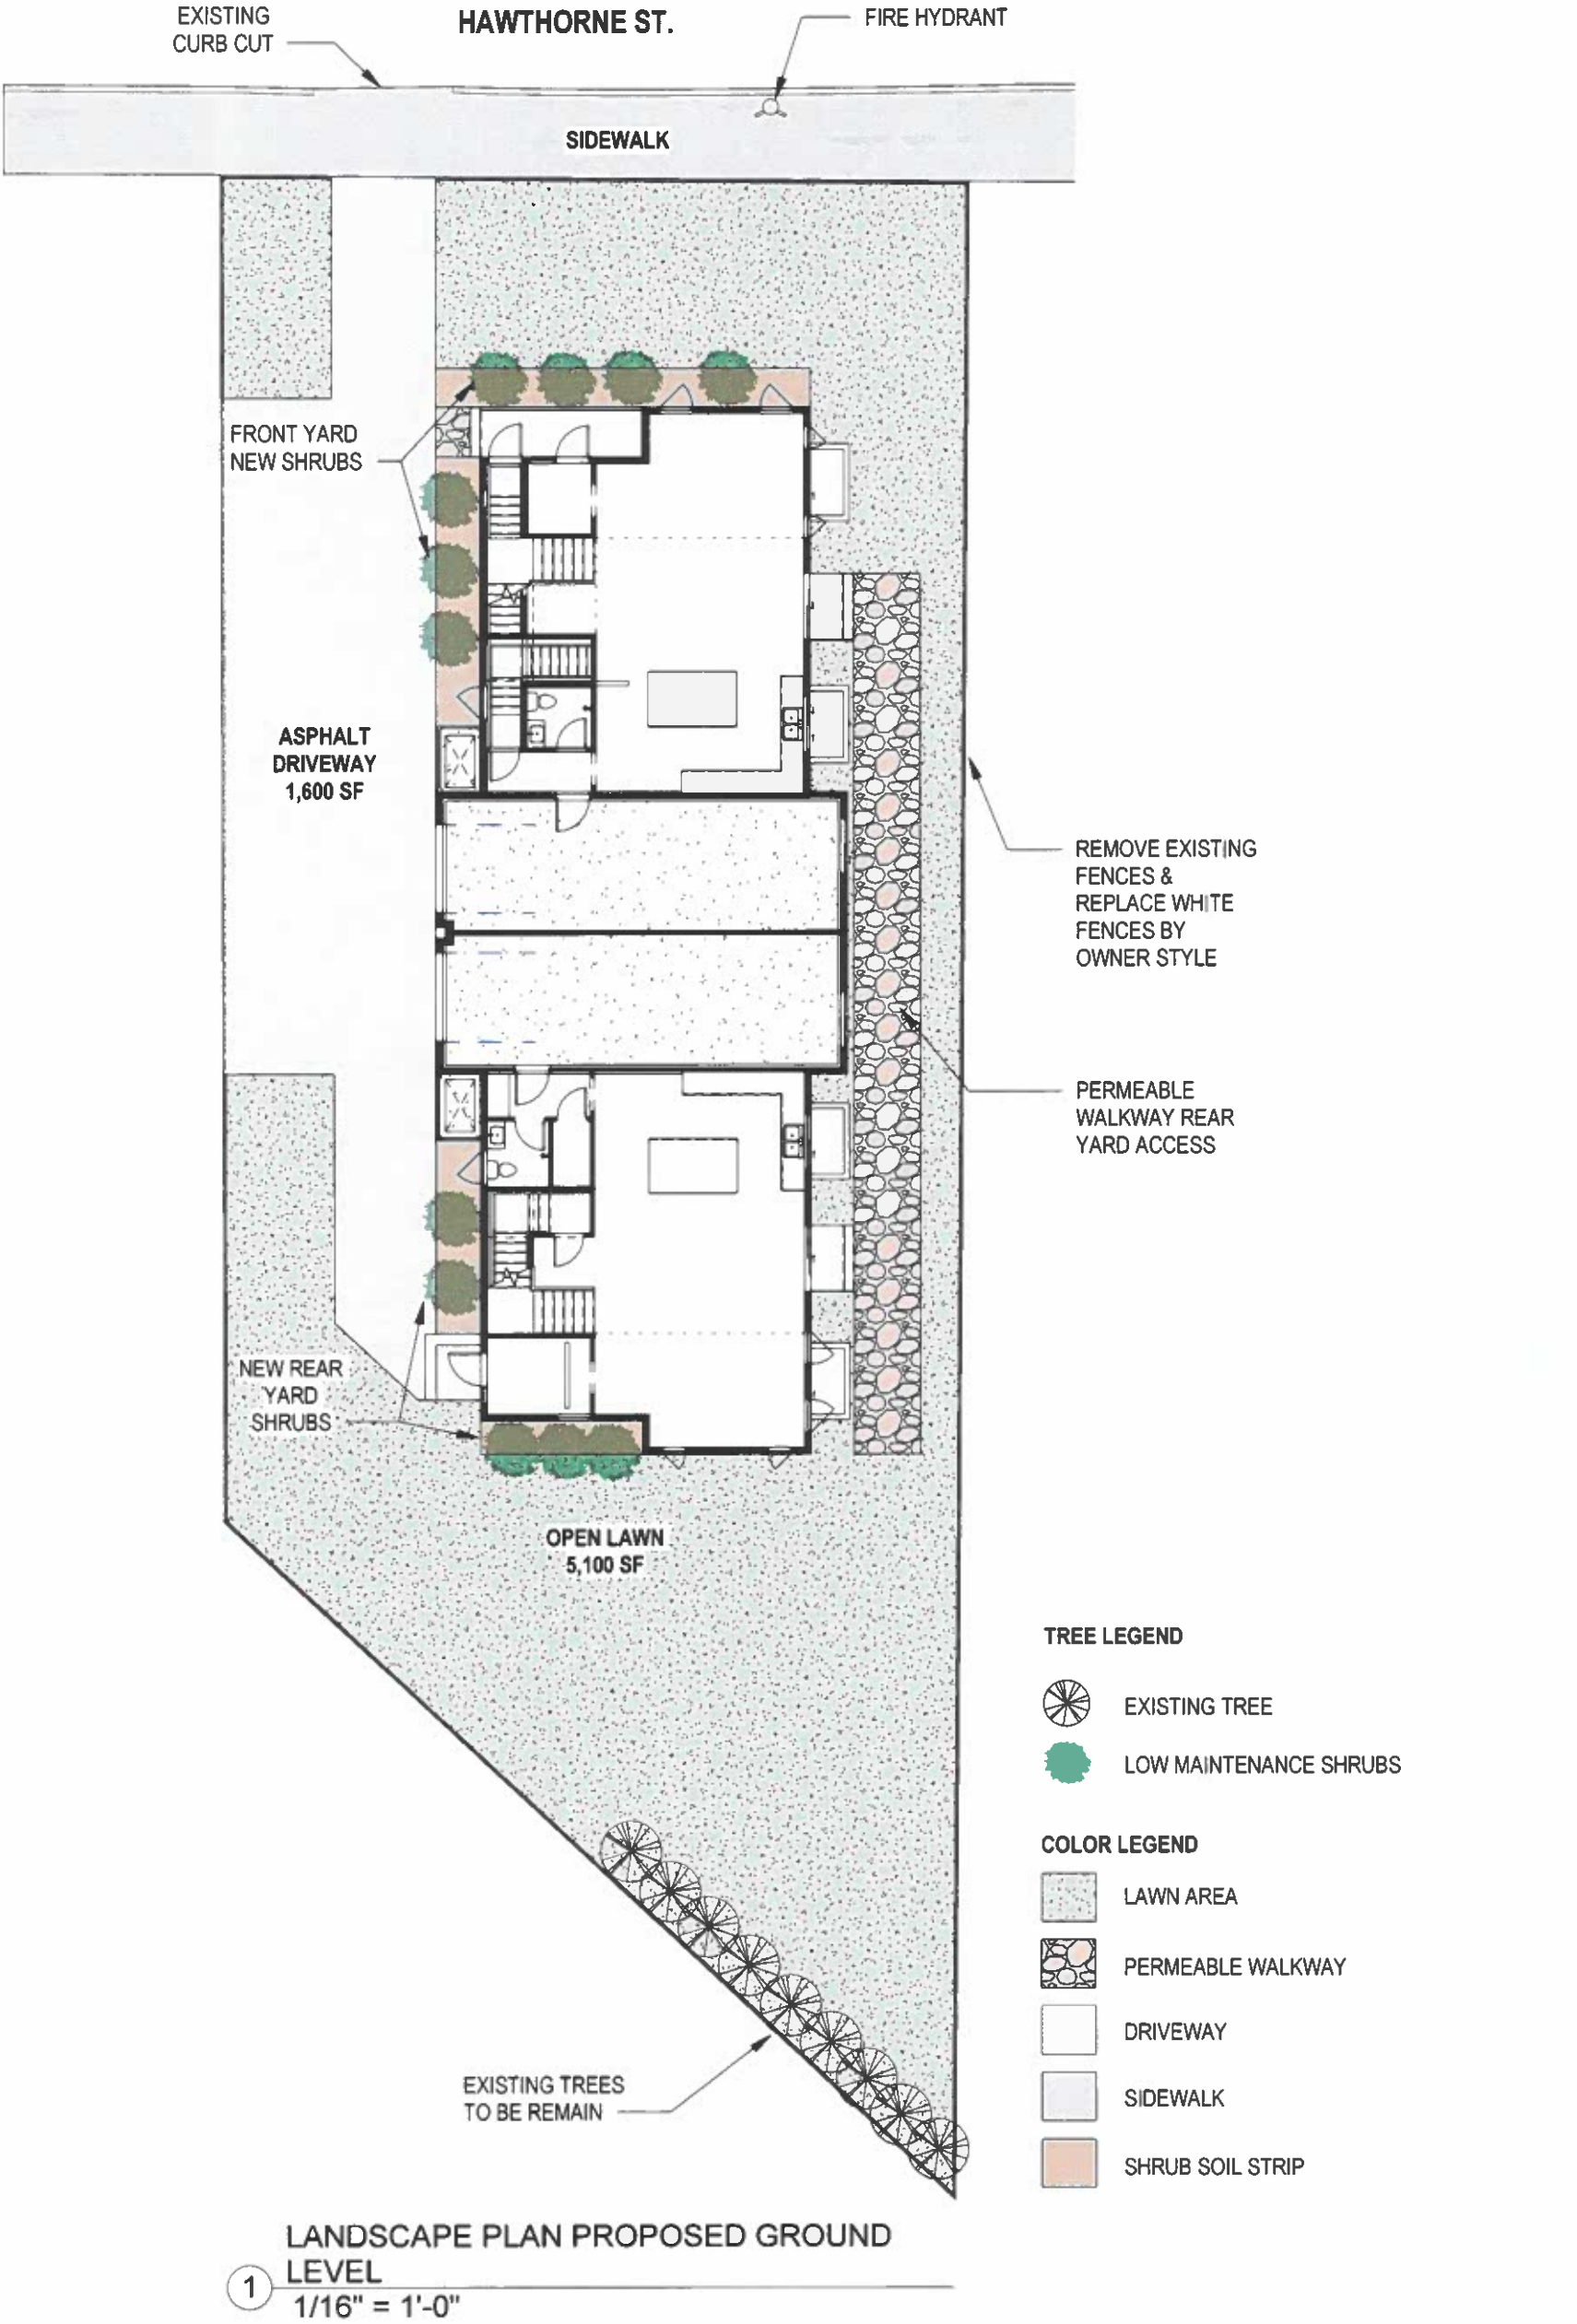 EXISTING
CURB CUT
HAWTHORNE ST.
FIRE HYDRANT
SIDEWALK
FRONT YARD
NEW SHRUBS
ASPHALT
DRIVEWAY
1,600 SF
REMOVE EXISTING
FENCES &
REPLACE WHITE
FENCES BY
OWNER STYLE
PERMEABLE
WALKWAY REAR
YARD ACCESS
NEW REAR
YARD
SHRUBS
OPEN LAWN
5,100 SF
TREE LEGEND
EXISTING TREE
LOW MAINTENANCE SHRUBS
COLOR LEGEND
LAWN AREA
PERMEABLE WALKWAY
DRIVEWAY
SIDEWALK
SHRUB SOIL STRIP
EXISTING TREES
TO BE REMAIN
LANDSCAPE PLAN PROPOSED GROUND
LEVEL
1
1/16" = 1'-0"